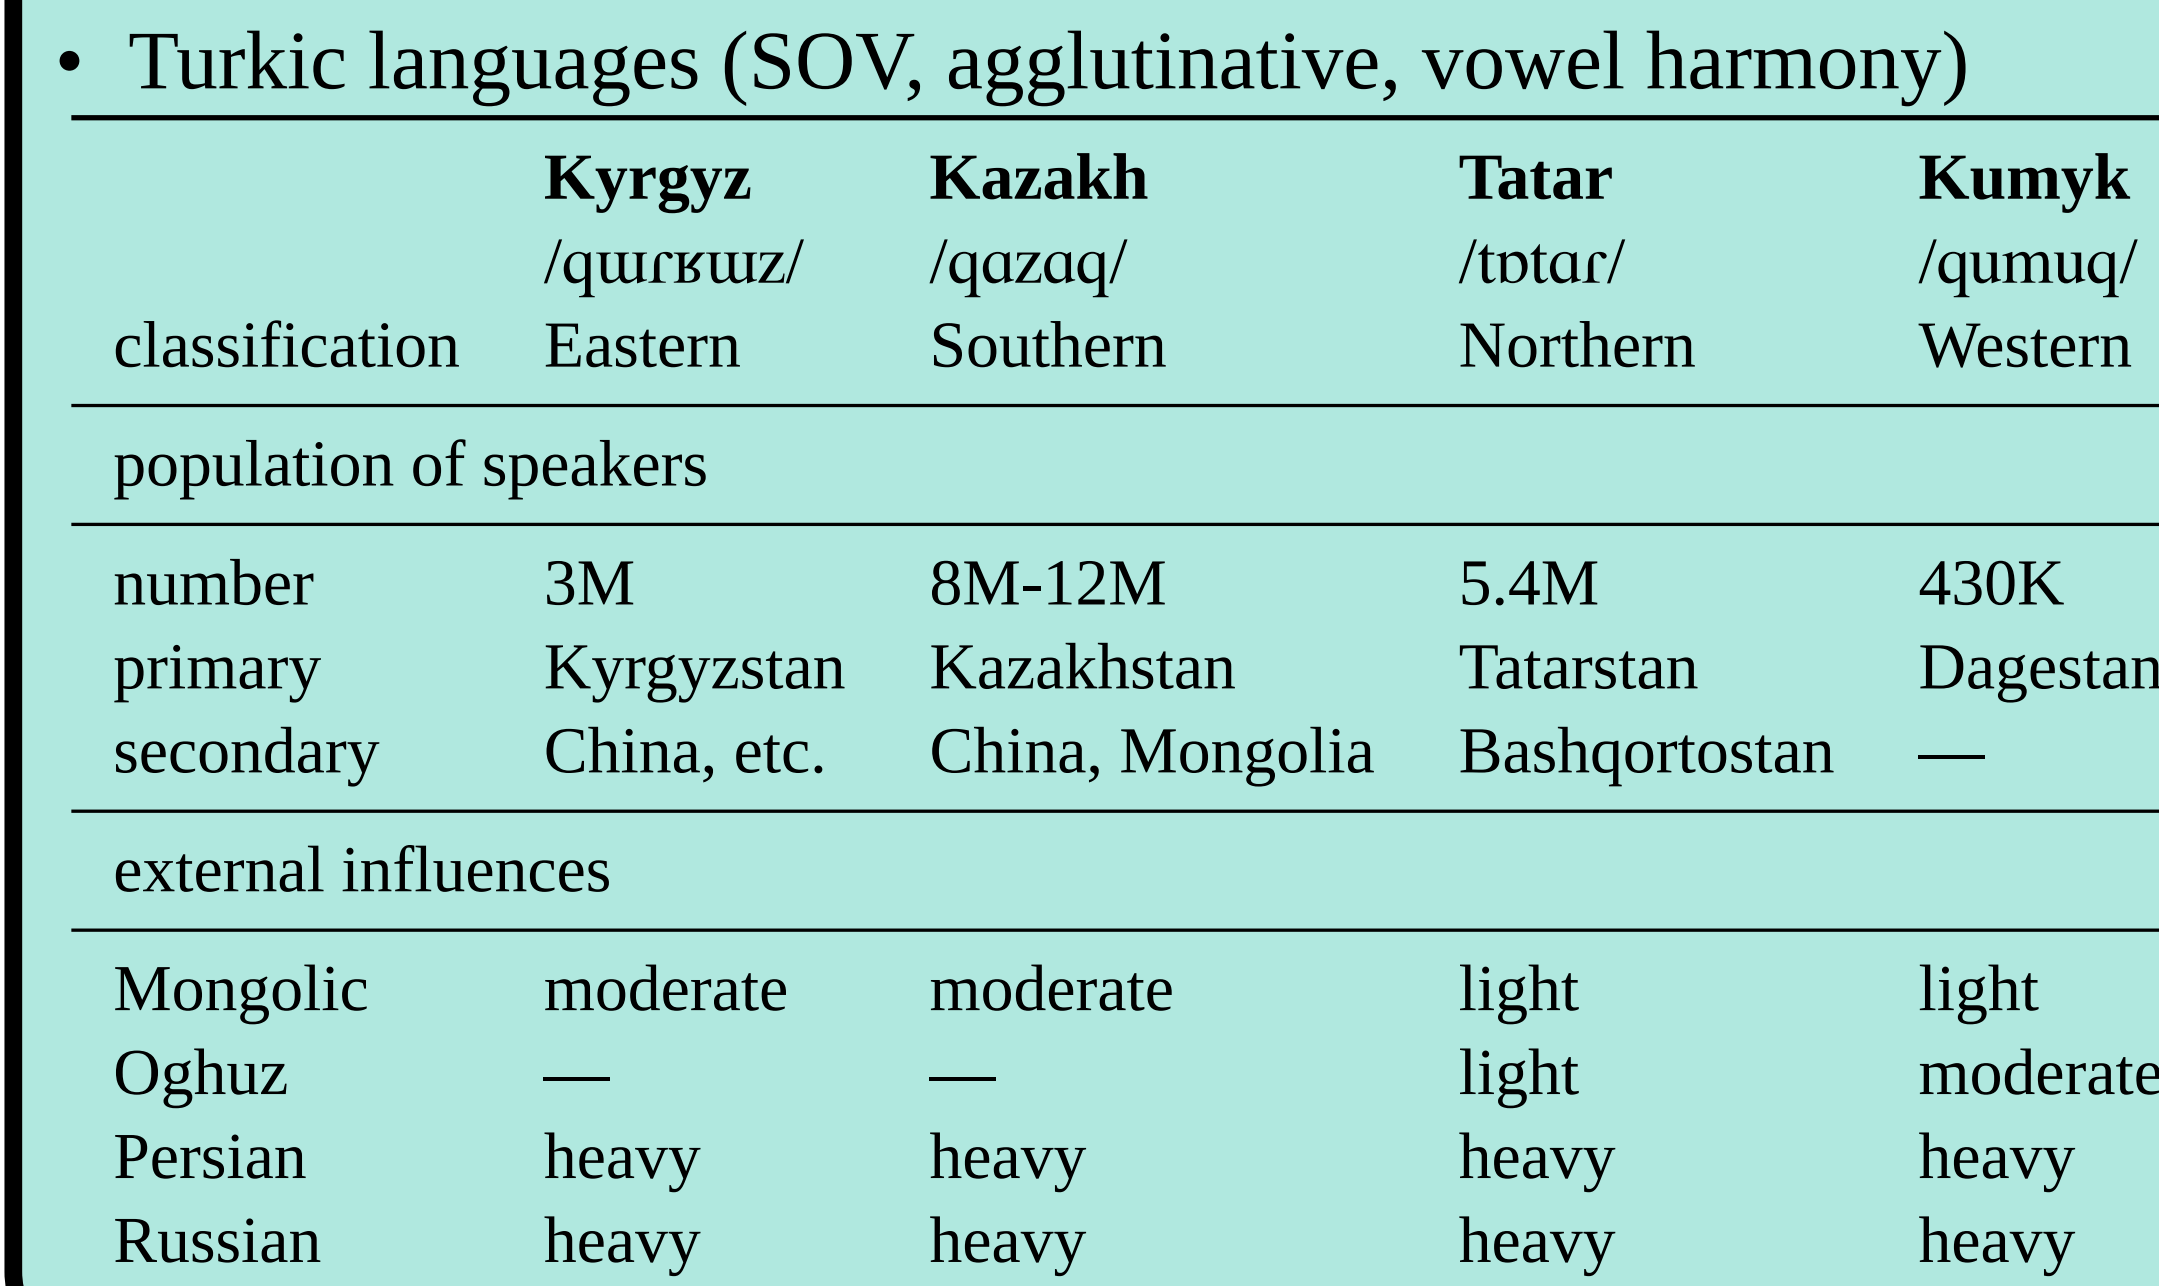 • Turkic languages (SOV, agglutinative, vowel harmony)
Kyrgyz Kazakh Tatar Kumyk
/qɯɾʁɯz/ /qɑzɑq/ /tɒtɑɾ/ /qumuq/
classification Eastern Southern Northern Western
population of speakers
number 3M 8M-12M 5.4M 430K
primary Kyrgyzstan Kazakhstan Tatarstan Dagestan
secondary China, etc. China, Mongolia Bashqortostan —
external influences
Mongolic moderate moderate light light
Oghuz — — light moderate
Persian heavy heavy heavy heavy
Russian heavy heavy heavy heavy